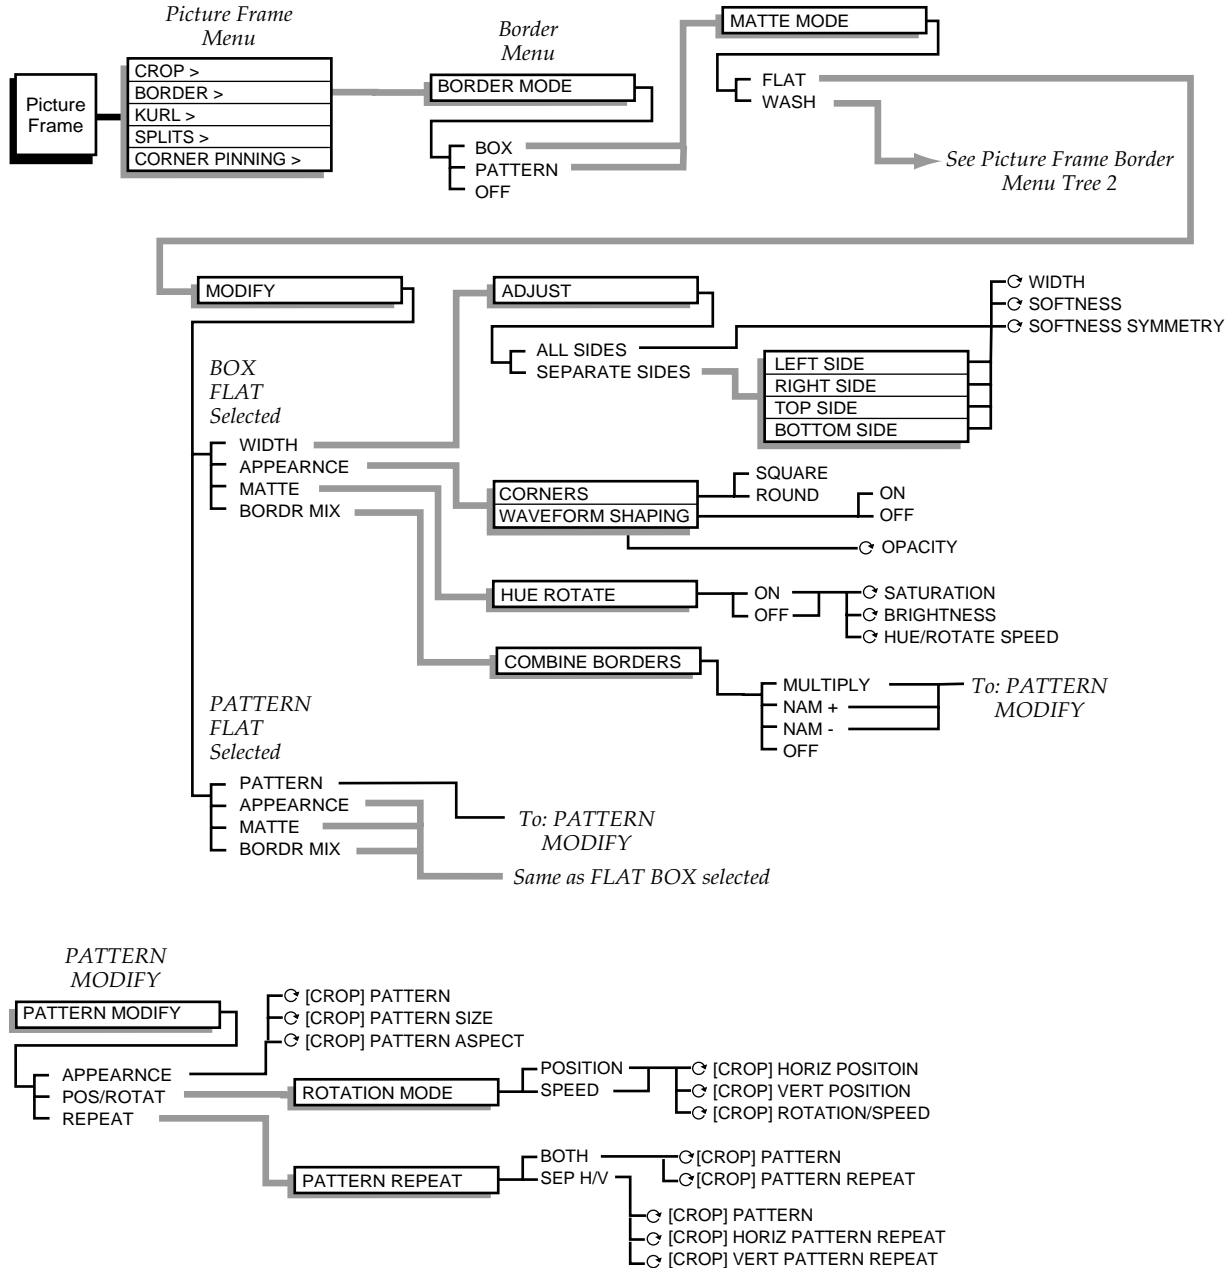 Picture Frame
Menu
Border
Menu
MATTE MODE
Picture
Frame
CROP >
BORDER >
KURL >
SPLITS >
CORNER PINNING >
BORDER MODE
BOX
PATTERN
OFF
FLAT
WASH
See Picture Frame Border
Menu Tree 2
MODIFY
ADJUST
WIDTH
SOFTNESS
SOFTNESS SYMMETRY
ALL SIDES
SEPARATE SIDES
LEFT SIDE
RIGHT SIDE
TOP SIDE
BOTTOM SIDE
BOX
FLAT
Selected
WIDTH
APPEARNCE
MATTE
BORDR MIX
CORNERS
WAVEFORM SHAPING
SQUARE
ROUND
ON
OFF
OPACITY
HUE ROTATE
ON
OFF
SATURATION
BRIGHTNESS
HUE/ROTATE SPEED
COMBINE BORDERS
MULTIPLY
NAM +
NAM -
OFF
To: PATTERN
MODIFY
PATTERN
FLAT
Selected
PATTERN
APPEARNCE
MATTE
BORDR MIX
To: PATTERN
MODIFY
Same as FLAT BOX selected
PATTERN
MODIFY
PATTERN MODIFY
APPEARNCE
POS/ROTAT
REPEAT
[CROP] PATTERN
[CROP] PATTERN SIZE
[CROP] PATTERN ASPECT
ROTATION MODE
POSITION
SPEED
[CROP] HORIZ POSITOIN
[CROP] VERT POSITION
[CROP] ROTATION/SPEED
PATTERN REPEAT
BOTH
SEP H/V
[CROP] PATTERN
[CROP] PATTERN REPEAT
[CROP] PATTERN
[CROP] HORIZ PATTERN REPEAT
[CROP] VERT PATTERN REPEAT